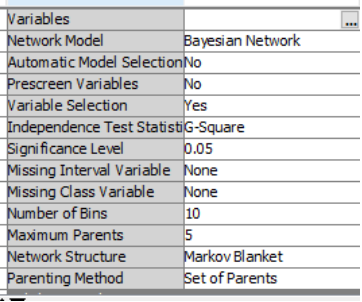 Variables ...
Network Model Bayesian Network
Automatic Model Selection No
Prescreen Variables No
Variable Selection Yes
Independence Test Statisti G-Square
Significance Level 0.05
Missing Interval Variable None
Missing Class Variable None
Number of Bins 10
Maximum Parents 5
Network Structure Markov Blanket
Parenting Method Set of Parents